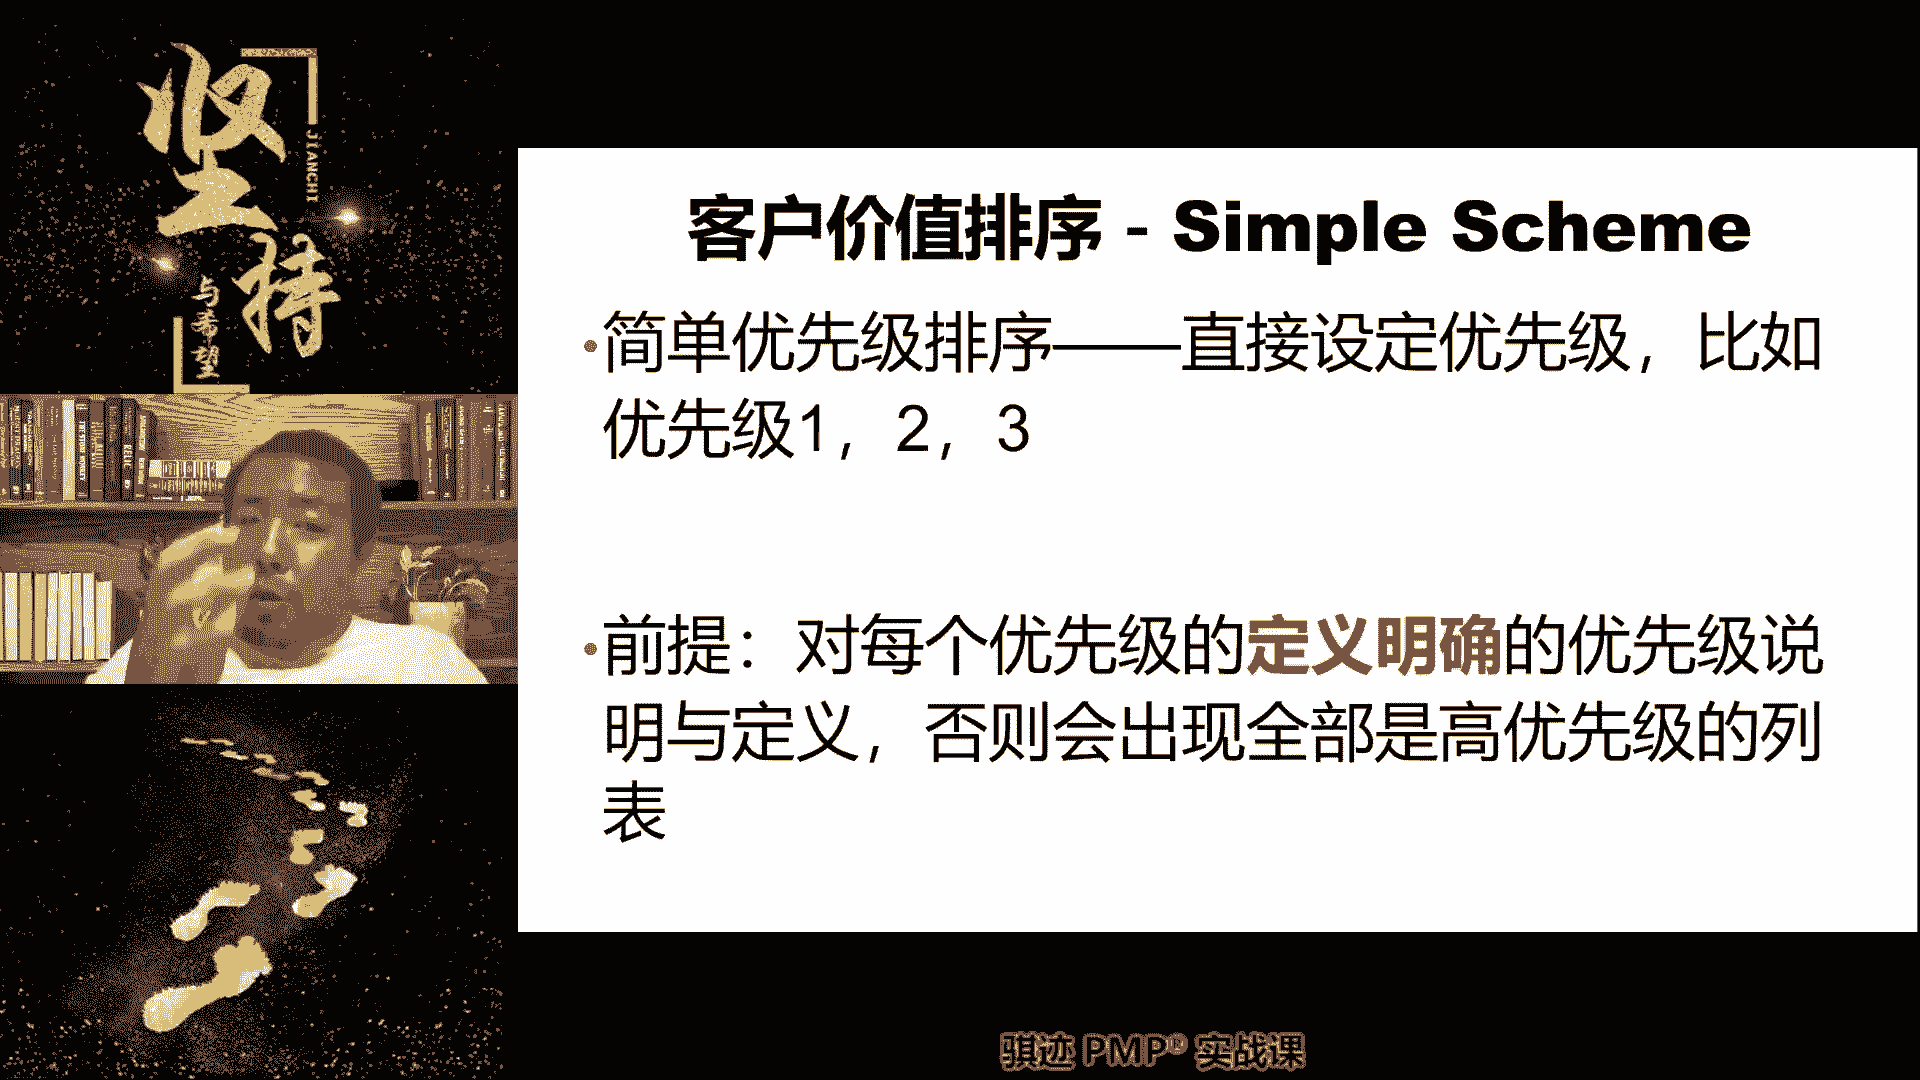 坚持
JIANCHI
与希望
客户价值排序 - Simple Scheme
•简单优先级排序——直接设定优先级，比如
优先级1，2，3
•前提：对每个优先级的定义明确的优先级说
明与定义，否则会出现全部是高优先级的列
表
骐迹 PMP® 实战课